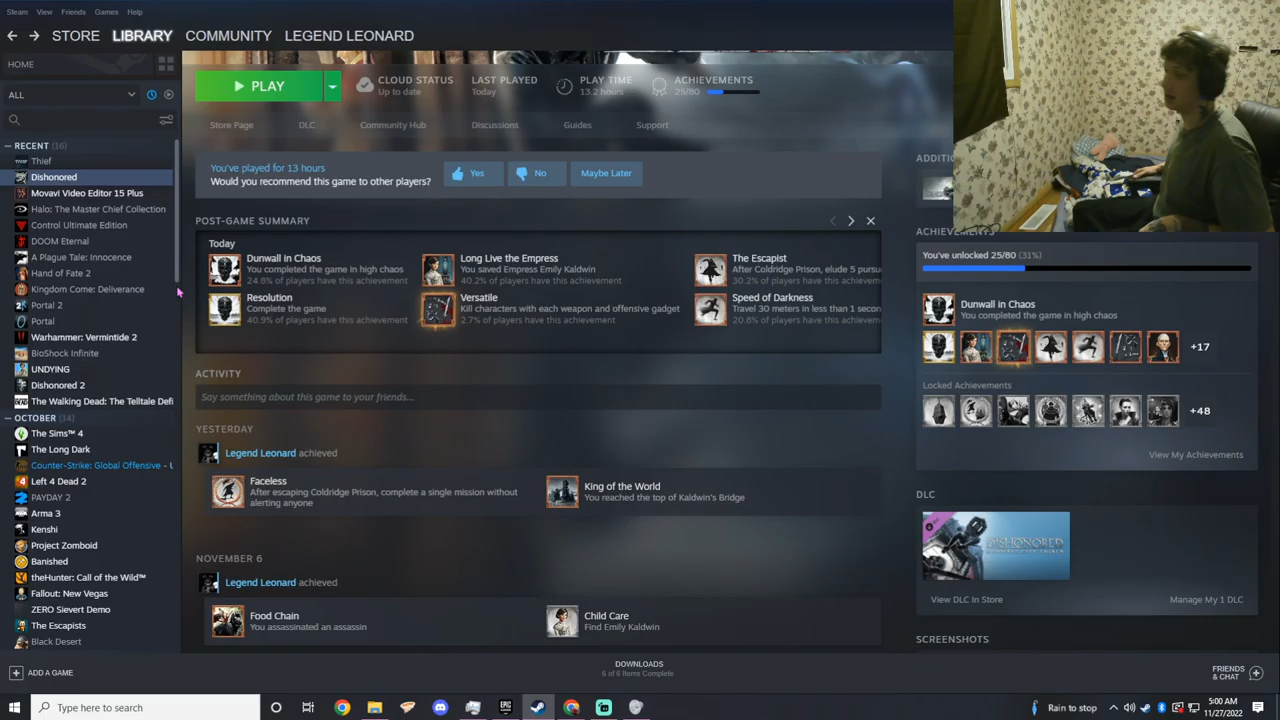 Steam View Friends Games Help
STORE LIBRARY COMMUNITY LEGEND LEONARD
HOME
ALL
RECENT (16)
Thief
Dishonored
Movavi Video Editor 15 Plus
Halo: The Master Chief Collection
Control Ultimate Edition
DOOM Eternal
A Plague Tale: Innocence
Hand of Fate 2
Kingdom Come: Deliverance
Portal 2
Portal
Warhammer: Vermintide 2
BioShock Infinite
UNDYING
Dishonored 2
The Walking Dead: The Telltale Defi
OCTOBER (14)
The Sims™ 4
The Long Dark
Counter-Strike: Global Offensive - U
Left 4 Dead 2
PAYDAY 2
Arma 3
Kenshi
Project Zomboid
Banished
theHunter: Call of the Wild™
Fallout: New Vegas
ZERO Sievert Demo
The Escapists
Black Desert
ADD A GAME
PLAY
CLOUD STATUS
Up to date
LAST PLAYED
Today
PLAY TIME
13.2 hours
ACHIEVEMENTS
25/80
Store Page DLC Community Hub Discussions Guides Support
You've played for 13 hours
Would you recommend this game to other players?
Yes No Maybe Later
POST-GAME SUMMARY
Today
Dunwall in Chaos
You completed the game in high chaos
24.8% of players have this achievement
Long Live the Empress
You saved Empress Emily Kaldwin
40.2% of players have this achievement
The Escapist
After Coldridge Prison, elude 5 pursue
30.2% of players have this achievem
Resolution
Complete the game
40.9% of players have this achievement
Versatile
Kill characters with each weapon and offensive gadget
2.7% of players have this achievement
Speed of Darkness
Travel 30 meters in less than 1 secon
20.8% of players have this achievem
ACTIVITY
Say something about this game to your friends...
YESTERDAY
Legend Leonard achieved
Faceless
After escaping Coldridge Prison, complete a single mission without
alerting anyone
King of the World
You reached the top of Kaldwin's Bridge
NOVEMBER 6
Legend Leonard achieved
Food Chain
You assassinated an assassin
Child Care
Find Emily Kaldwin
ADDITIO
ACHIEVEMENTS
You've unlocked 25/80 (31%)
Dunwall in Chaos
You completed the game in high chaos
+17
Locked Achievements
+48
View My Achievements
DLC
DISHONORED
View DLC In Store
Manage My 1 DLC
SCREENSHOTS
DOWNLOADS
6 of 6 Items Complete
FRIENDS
& CHAT
Type here to search
EPIC
Rain to stop
5:00 AM
11/27/2022